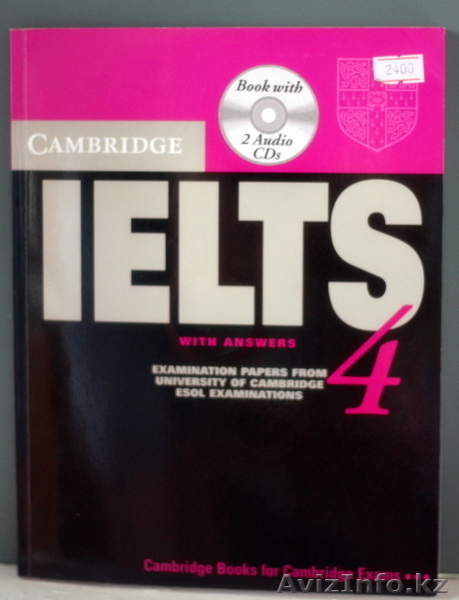 Book with
2 Audio
CDs
2400
CAMBRIDGE
IELTS
4
WITH ANSWERS
EXAMINATION PAPERS FROM
UNIVERSITY OF CAMBRIDGE
ESOL EXAMINATIONS
Cambridge Books for Cambridge Exams
AvizInfo.kz